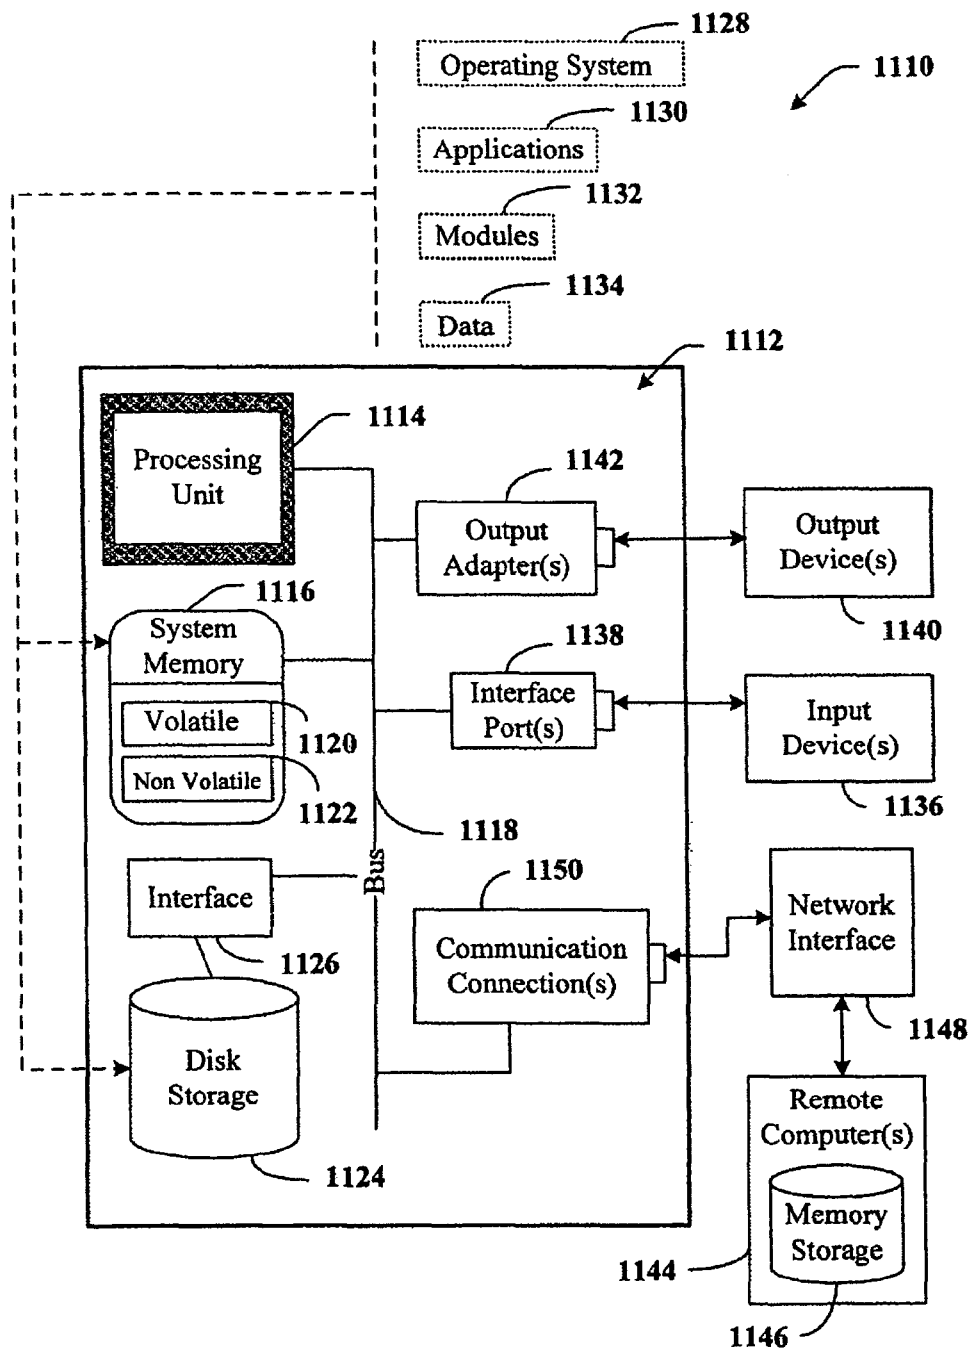 1128
Operating System
1110
1130
Applications
1132
Modules
1134
Data
1112
1114
Processing
Unit
1142
Output
Adapter(s)
Output
Device(s)
1140
1116
System
Memory
Volatile
1120
Non Volatile
1122
1138
Interface
Port(s)
Input
Device(s)
1136
1118
Bus
Interface
1126
1150
Communication
Connection(s)
Network
Interface
1148
Disk
Storage
1124
Remote
Computer(s)
Memory
Storage
1144
1146